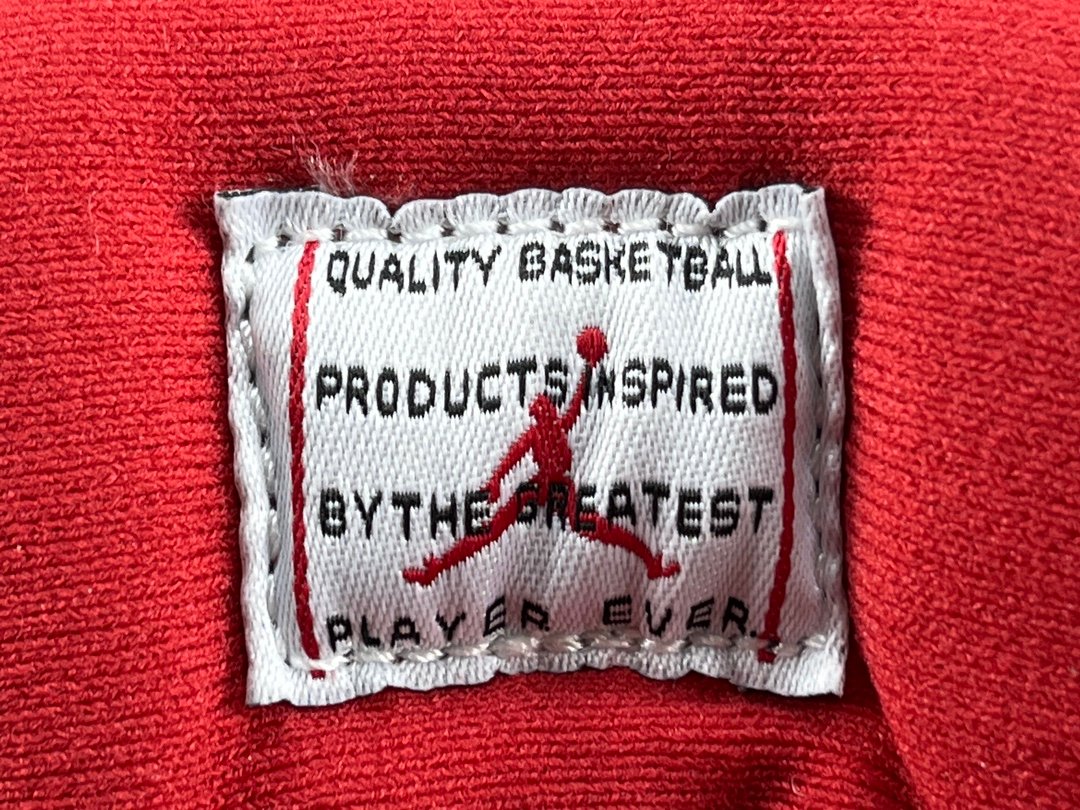 QUALITY BASKETBALL
PRODUCTS INSPIRED
BY THE GREATEST
PLAYER EVER.